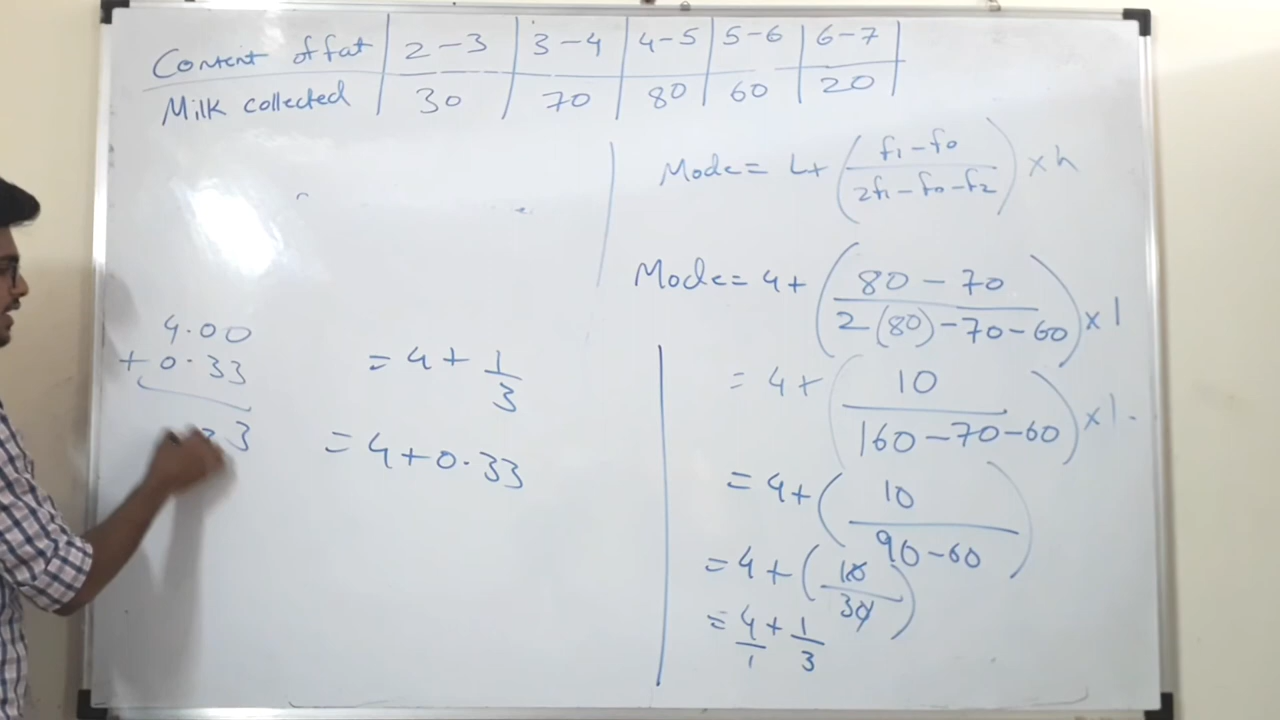 Content of fat | 2-3 | 3-4 | 4-5 | 5-6 | 6-7
Milk collected | 30 | 70 | 80 | 60 | 20
Mode = L+ (f1-f0 / 2f1-f0-f2) × h
Mode = 4+ (80-70 / 2(80)-70-60) × 1
= 4+ (10 / 160-70-60) × 1.
= 4+ (10 / 90-60)
= 4+ (10 / 30)
= 4/1 + 1/3
= 4+ 1/3
= 4+0.33
4.00
+ 0.33
33